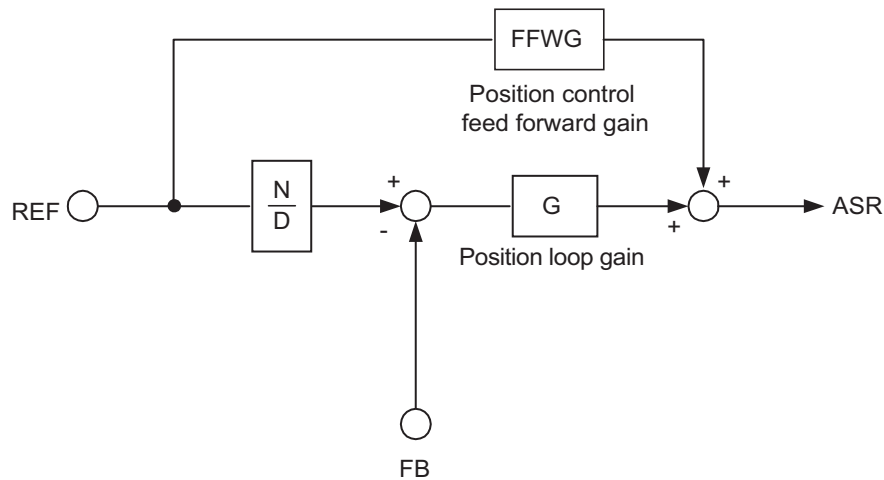 FFWG
Position control
feed forward gain
REF
N
D
+
-
G
Position loop gain
+
+
ASR
FB